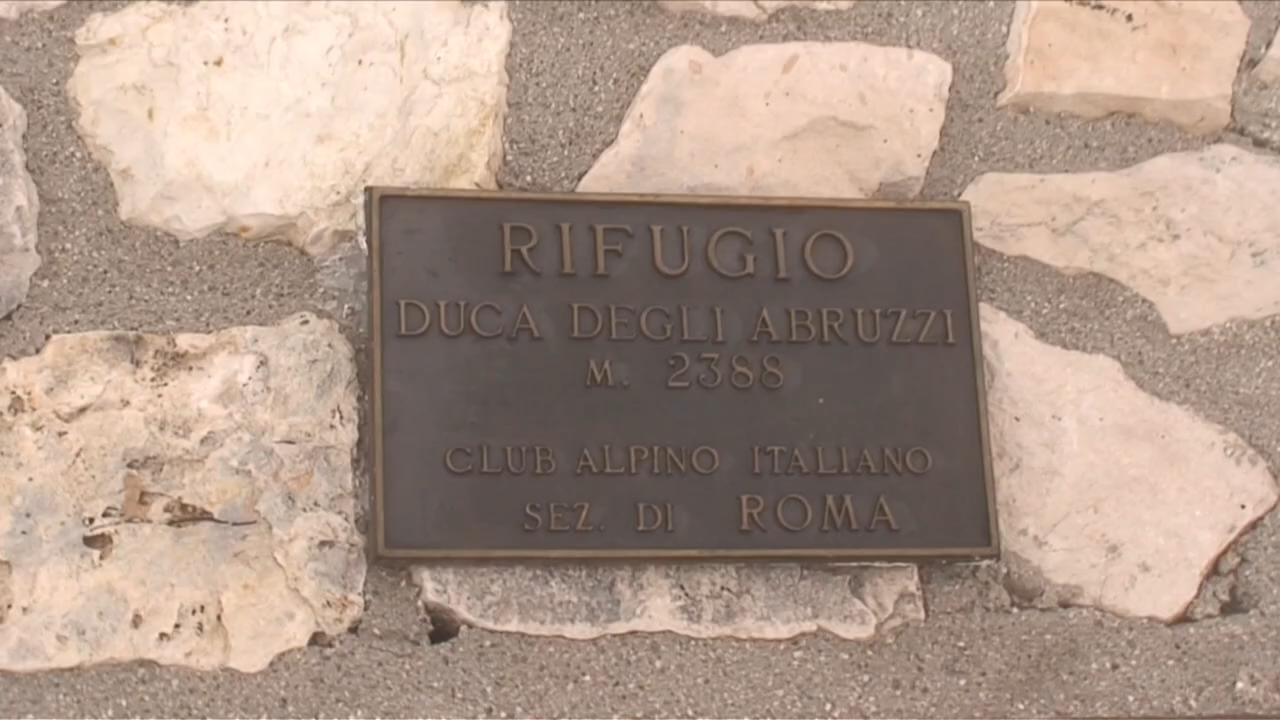 RIFUGIO
DUCA DEGLI ABRUZZI
M. 2388
CLUB ALPINO ITALIANO
SEZ. DI ROMA